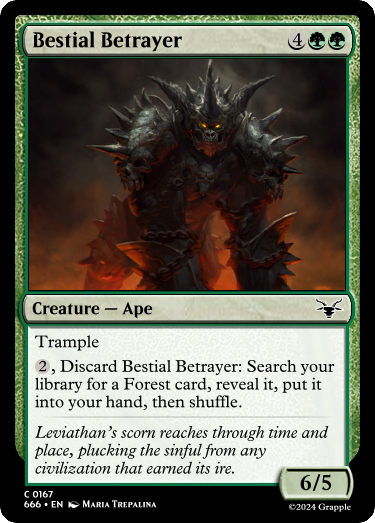 Bestial Betrayer 4
Creature — Ape
Trample
2, Discard Bestial Betrayer: Search your
library for a Forest card, reveal it, put it
into your hand, then shuffle.
Leviathan's scorn reaches through time and
place, plucking the sinful from any
civilization that earned its ire.
6/5
C 0167
666 • EN Maria Trepalina
©2024 Grapple